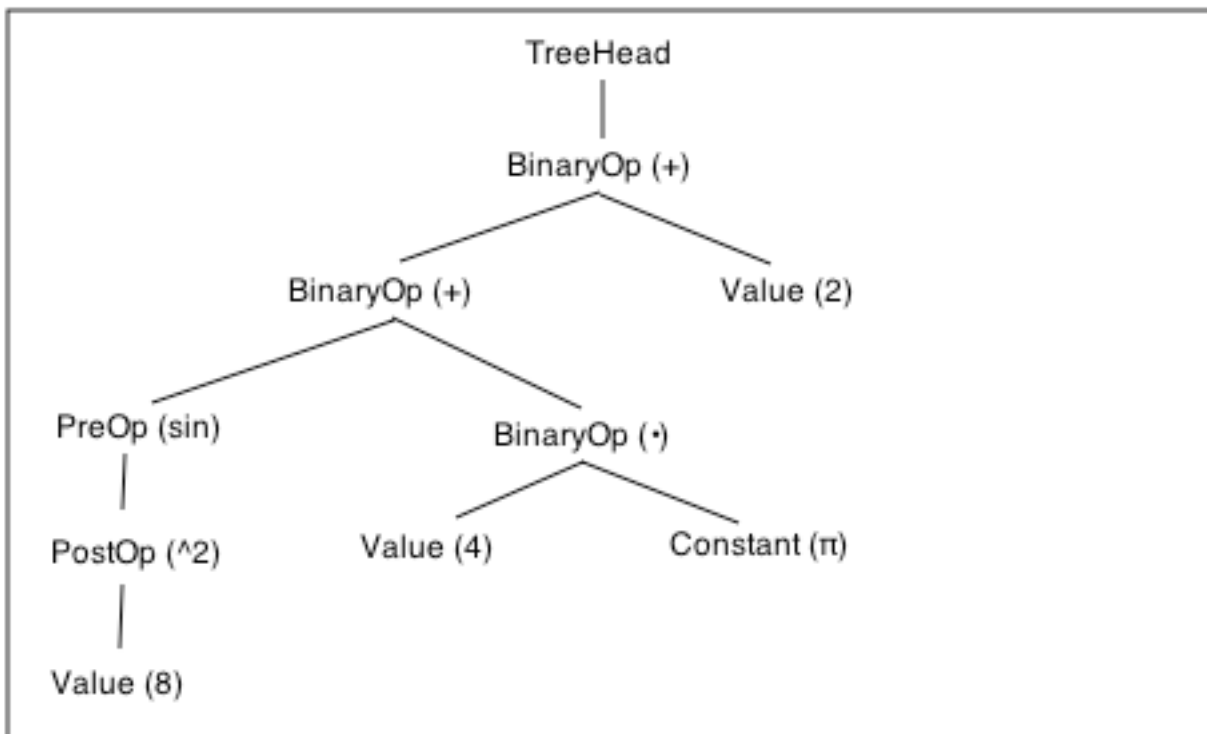 TreeHead
BinaryOp (+)
BinaryOp (+)
Value (2)
PreOp (sin)
BinaryOp (·)
PostOp (^2)
Value (4)
Constant (π)
Value (8)